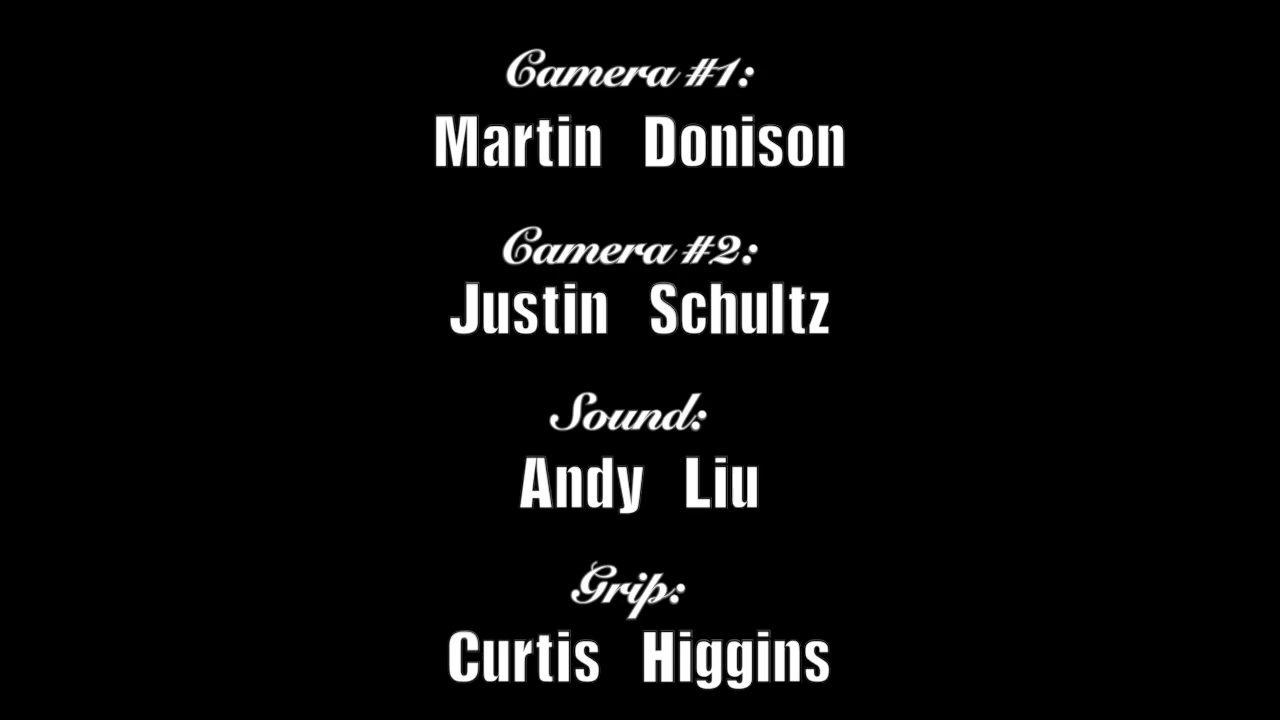 Camera #1:
Martin Donison
Camera #2:
Justin Schultz
Sound:
Andy Liu
Grip:
Curtis Higgins